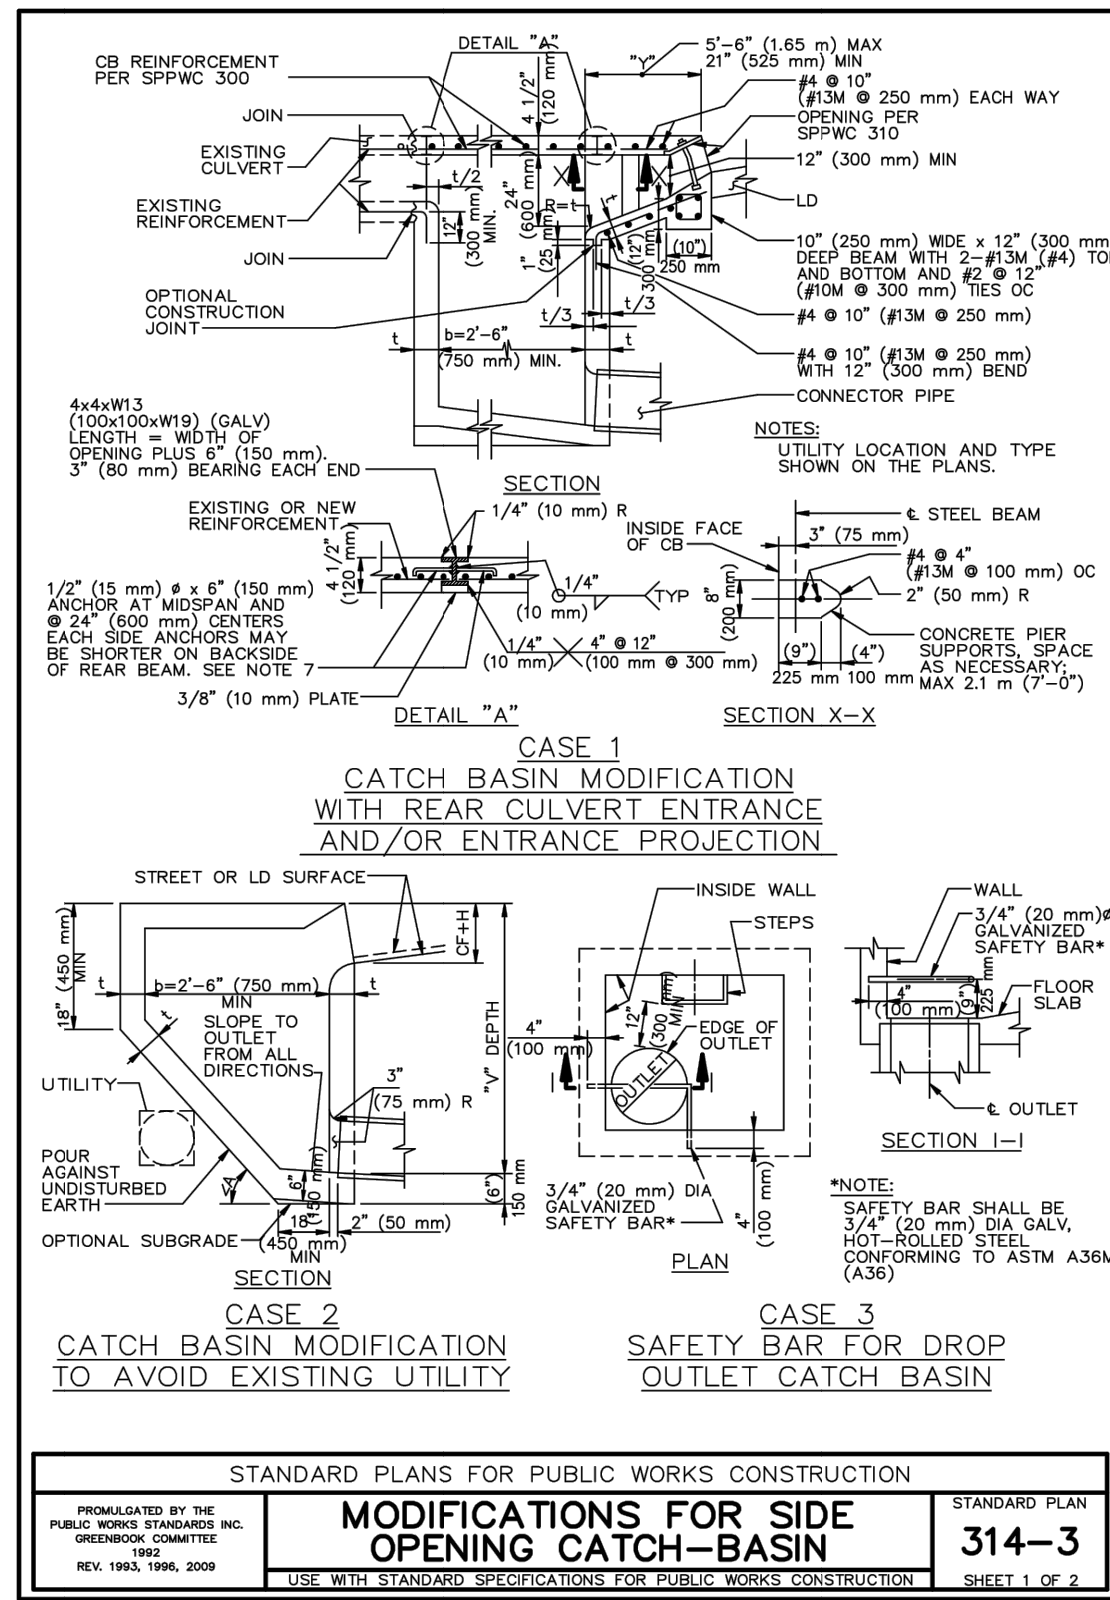 DETAIL "A"
CB REINFORCEMENT
PER SPPWC 300
JOIN
EXISTING
CULVERT
EXISTING
REINFORCEMENT
JOIN
OPTIONAL
CONSTRUCTION
JOINT
4 1/2"
(120 mm)
"Y"
5'-6" (1.65 m) MAX
21" (525 mm) MIN
#4 @ 10"
(#13M @ 250 mm) EACH WAY
OPENING PER
SPPWC 310
12" (300 mm) MIN
LD
10" (250 mm) WIDE x 12" (300 mm
DEEP BEAM WITH 2-#13M (#4) TO
AND BOTTOM AND #2 @ 12"
(#10M @ 300 mm) TIES OC
#4 @ 10" (#13M @ 250 mm)
#4 @ 10" (#13M @ 250 mm)
WITH 12" (300 mm) BEND
CONNECTOR PIPE
t/2
12"
(300 mm)
MIN.
24"
(600 mm)
1"
(25 mm)
R=t
X
X
t
(12")
300 mm
(10")
250 mm
t/3
t/3
t
b=2'-6"
(750 mm) MIN.
t
SECTION
NOTES:
UTILITY LOCATION AND TYPE
SHOWN ON THE PLANS.
4x4xW13
(100x100xW19) (GALV)
LENGTH = WIDTH OF
OPENING PLUS 6" (150 mm).
3" (80 mm) BEARING EACH END
EXISTING OR NEW
REINFORCEMENT
4 1/2"
(120 mm)
1/4" (10 mm) R
1/2" (15 mm) ø x 6" (150 mm)
ANCHOR AT MIDSPAN AND
@ 24" (600 mm) CENTERS
EACH SIDE ANCHORS MAY
BE SHORTER ON BACKSIDE
OF REAR BEAM. SEE NOTE 7
3/8" (10 mm) PLATE
1/4"
(10 mm)
TYP
1/4"
(10 mm)
4" @ 12"
(100 mm @ 300 mm)
DETAIL "A"
INSIDE FACE
OF CB
℄ STEEL BEAM
3" (75 mm)
#4 @ 4"
(#13M @ 100 mm) OC
2" (50 mm) R
8"
(200 mm)
(9")
225 mm
(4")
100 mm
CONCRETE PIER
SUPPORTS, SPACE
AS NECESSARY;
MAX 2.1 m (7'-0")
SECTION X-X
CASE 1
CATCH BASIN MODIFICATION
WITH REAR CULVERT ENTRANCE
AND/OR ENTRANCE PROJECTION
STREET OR LD SURFACE
18" (450 mm)
MIN
t
b=2'-6" (750 mm)
MIN
t
CF+H
"V" DEPTH
SLOPE TO
OUTLET
FROM ALL
DIRECTIONS
t
UTILITY
3"
(75 mm) R
POUR
AGAINST
UNDISTURBED
EARTH
6"
(150 mm)
(6")
150 mm
OPTIONAL SUBGRADE
18"
(450 mm)
MIN
2" (50 mm)
SECTION
CASE 2
CATCH BASIN MODIFICATION
TO AVOID EXISTING UTILITY
INSIDE WALL
STEPS
12"
(300 mm)
MIN
4"
(100 mm)
EDGE OF
OUTLET
OUTLET
I
I
3/4" (20 mm) DIA
GALVANIZED
SAFETY BAR*
4"
(100 mm)
PLAN
WALL
3/4" (20 mm)ø
GALVANIZED
SAFETY BAR*
4"
(100 mm)
(9")
225 mm
FLOOR
SLAB
℄ OUTLET
SECTION I-I
*NOTE:
SAFETY BAR SHALL BE
3/4" (20 mm) DIA GALV,
HOT-ROLLED STEEL
CONFORMING TO ASTM A36M
(A36)
CASE 3
SAFETY BAR FOR DROP
OUTLET CATCH BASIN
STANDARD PLANS FOR PUBLIC WORKS CONSTRUCTION
PROMULGATED BY THE
PUBLIC WORKS STANDARDS INC.
GREENBOOK COMMITTEE
1992
REV. 1993, 1996, 2009
MODIFICATIONS FOR SIDE
OPENING CATCH-BASIN
USE WITH STANDARD SPECIFICATIONS FOR PUBLIC WORKS CONSTRUCTION
STANDARD PLAN
314-3
SHEET 1 OF 2